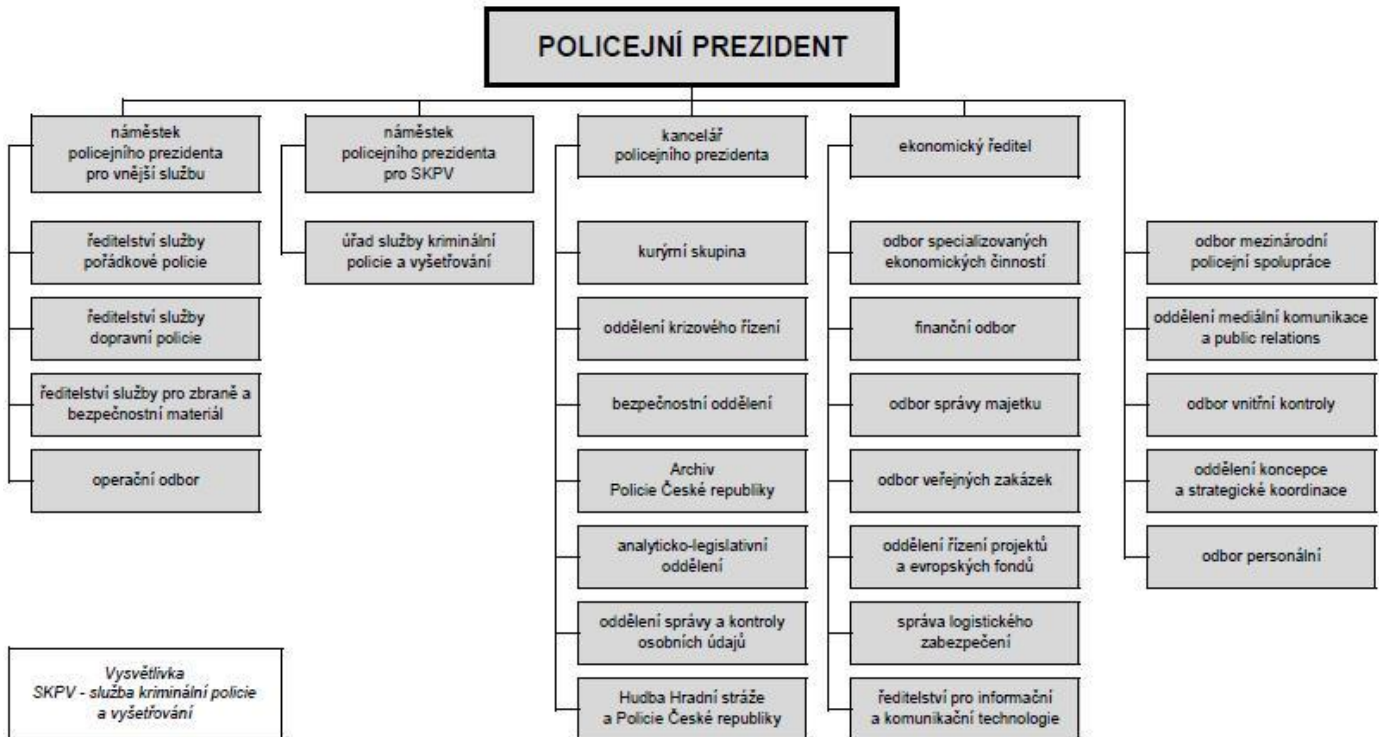 POLICEJNÍ PREZIDENT
náměstek
policejního prezidenta
pro vnější službu
ředitelství služby
pořádkové policie
ředitelství služby
dopravní policie
ředitelství služby pro zbraně a
bezpečnostní materiál
operační odbor
náměstek
policejního prezidenta
pro SKPV
úřad služby kriminální
policie a vyšetřování
kancelář
policejního prezidenta
kurýrní skupina
oddělení krizového řízení
bezpečnostní oddělení
Archiv
Policie České republiky
analyticko-legislativní
oddělení
oddělení správy a kontroly
osobních údajů
Hudba Hradní stráže
a Policie České republiky
ekonomický ředitel
odbor specializovaných
ekonomických činností
finanční odbor
odbor správy majetku
odbor veřejných zakázek
oddělení řízení projektů
a evropských fondů
správa logistického
zabezpečení
ředitelství pro informační
a komunikační technologie
odbor mezinárodní
policejní spolupráce
oddělení mediální komunikace
a public relations
odbor vnitřní kontroly
oddělení koncepce
a strategické koordinace
odbor personální
Vysvětlivka
SKPV - služba kriminální policie
a vyšetřování